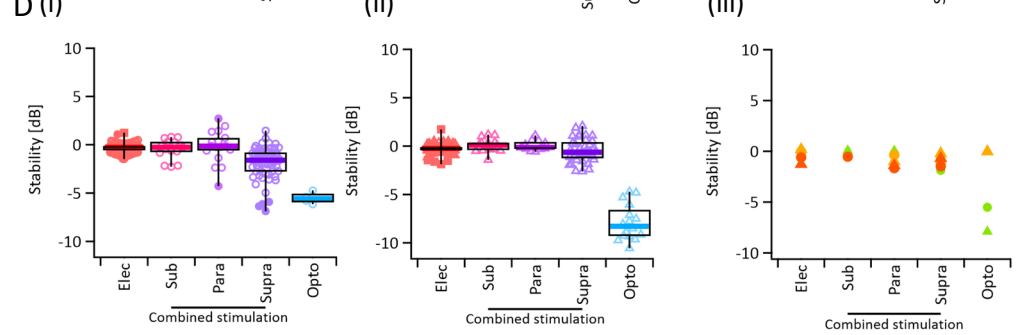 D (i)
(ii)
(iii)
10
5
0
-5
-10
Stability [dB]
Elec
Sub
Para
Supra
Opto
Combined stimulation
10
5
0
-5
-10
Stability [dB]
Elec
Sub
Para
Supra
Opto
Combined stimulation
10
5
0
-5
-10
Stability [dB]
Elec
Sub
Para
Supra
Opto
Combined stimulation